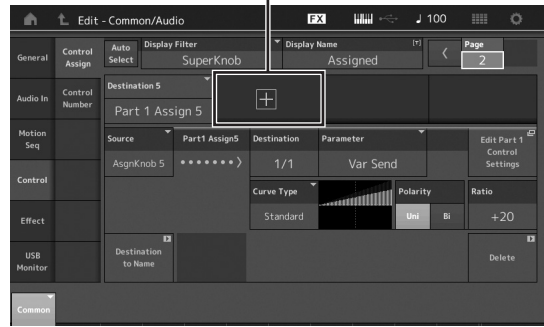 Edit - Common/Audio FX ♩ 100
General
Control Assign
Auto Select
Display Filter
SuperKnob
Display Name [T]
Assigned
Page
2
Audio In
Control Number
Destination 5
Part 1 Assign 5
Motion Seq
Source
AsgnKnob 5
Part1 Assign5
Destination
1/1
Parameter
Var Send
Edit Part 1 Control Settings
Control
Curve Type
Standard
Polarity
Uni Bi
Ratio
+20
Effect
USB Monitor
Destination to Name
Delete
Common